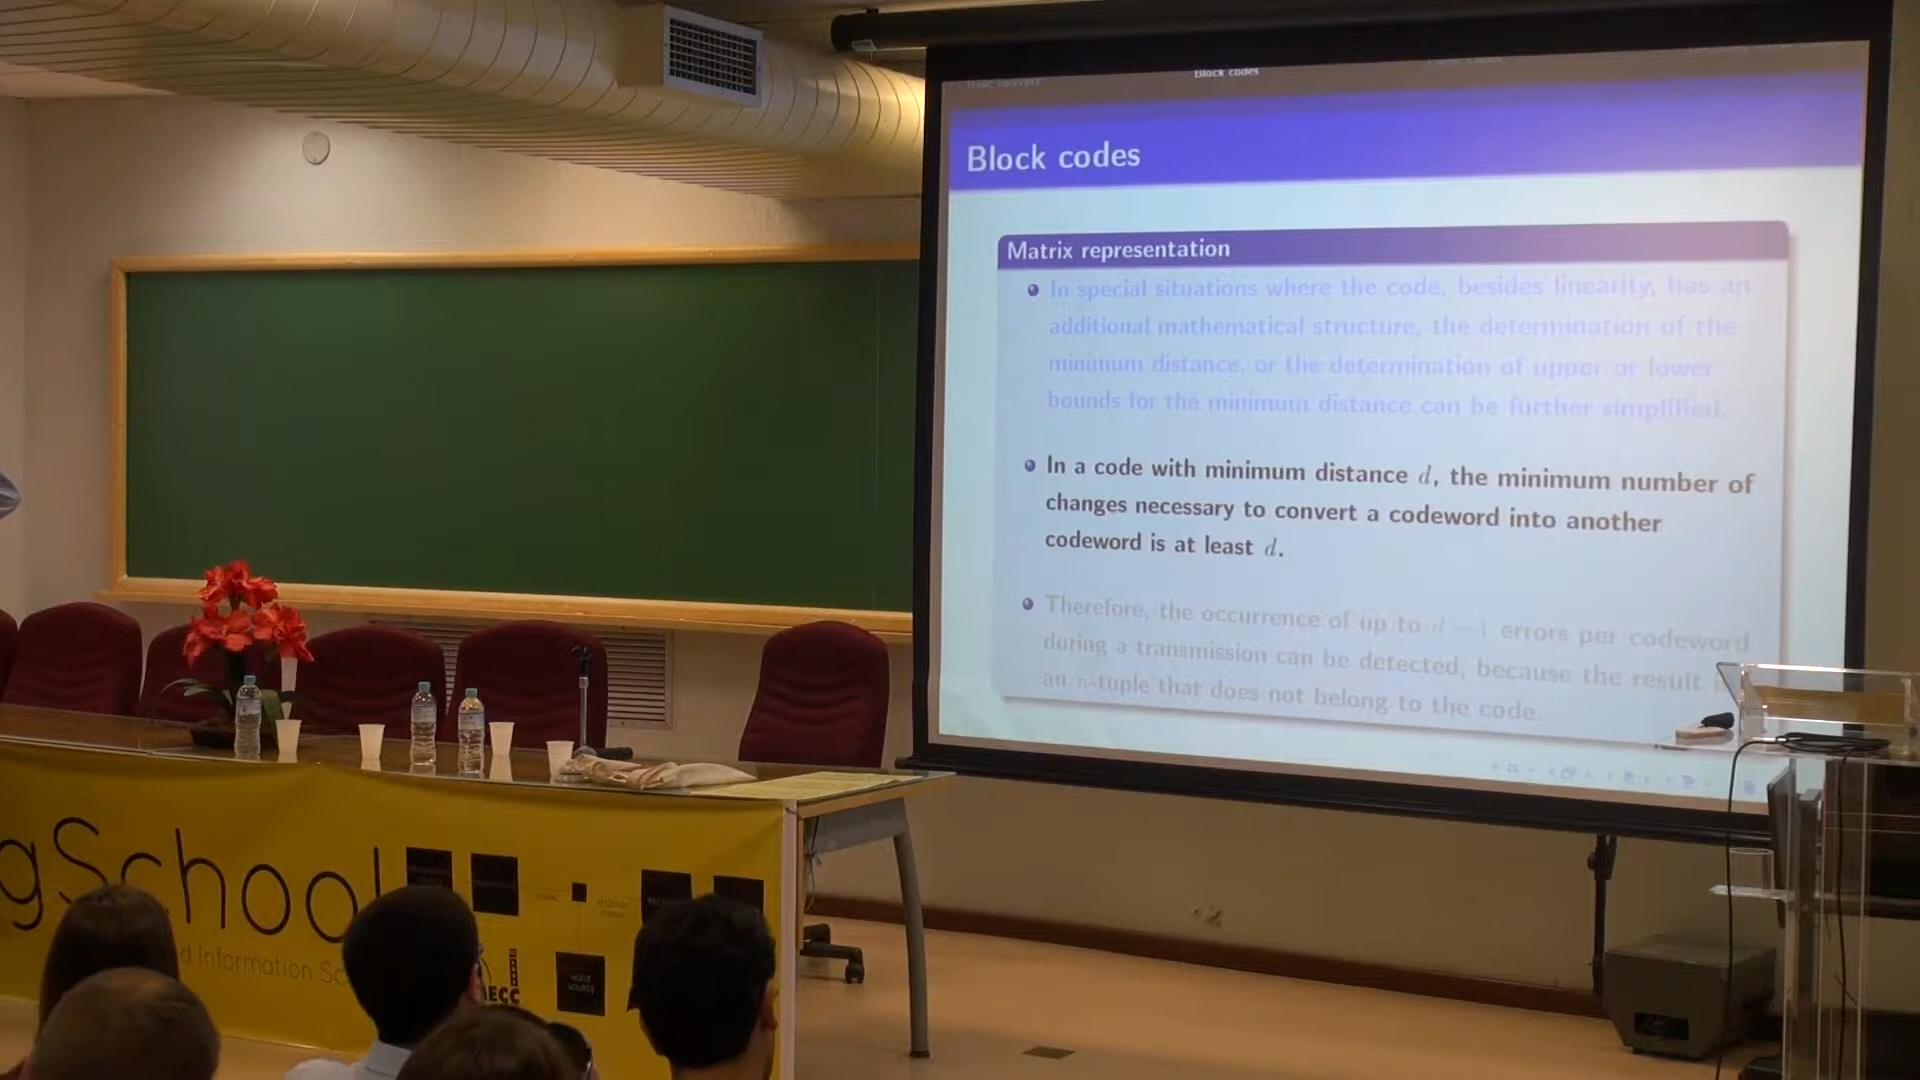 Block codes
Block codes
Matrix representation
In special situations where the code, besides linearity, has an
additional mathematical structure, the determination of the
minimum distance, or the determination of upper or lower
bounds for the minimum distance can be further simplified.
In a code with minimum distance d, the minimum number of
changes necessary to convert a codeword into another
codeword is at least d.
Therefore, the occurrence of up to d − 1 errors per codeword
during a transmission can be detected, because the result
an n-tuple that does not belong to the code.
gSchool
d Information Sc